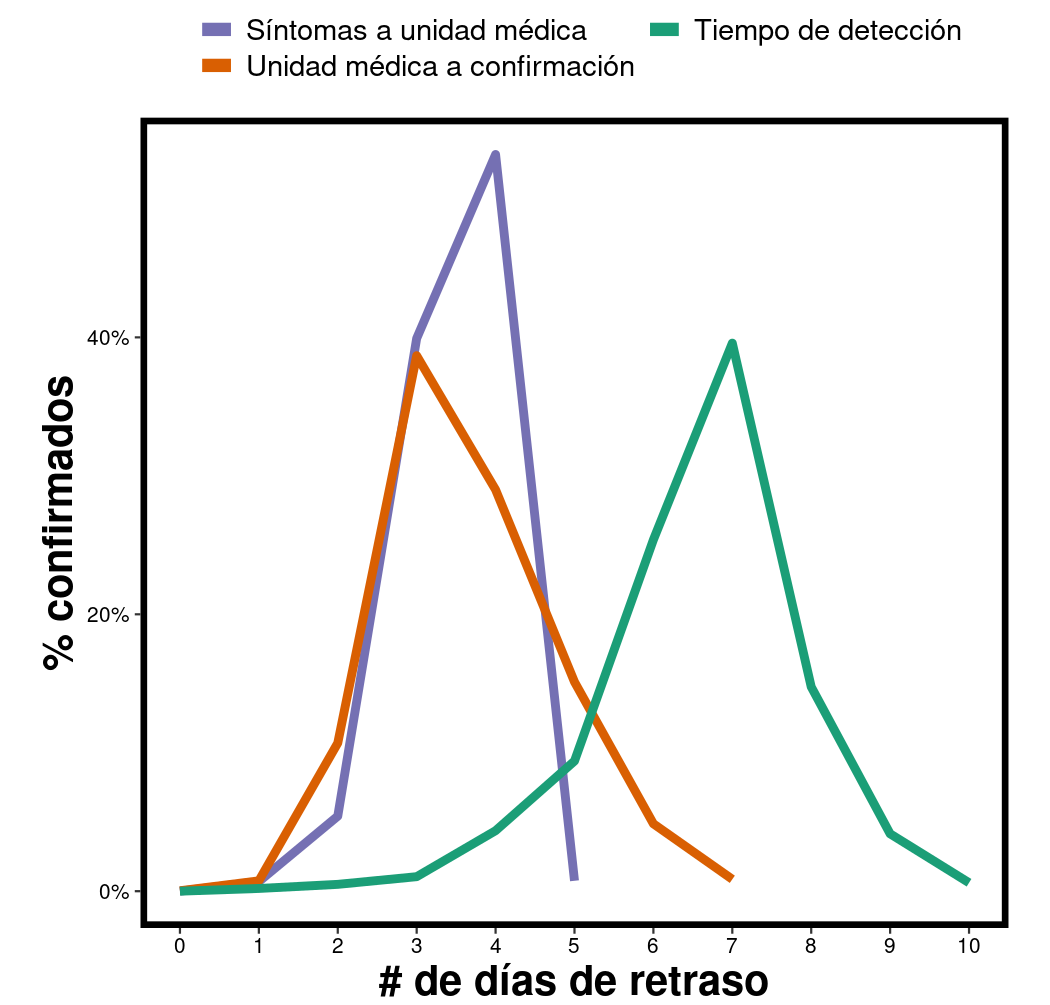 Síntomas a unidad médica
Tiempo de detección
Unidad médica a confirmación
% confirmados
40%
20%
0%
0 1 2 3 4 5 6 7 8 9 10
# de días de retraso